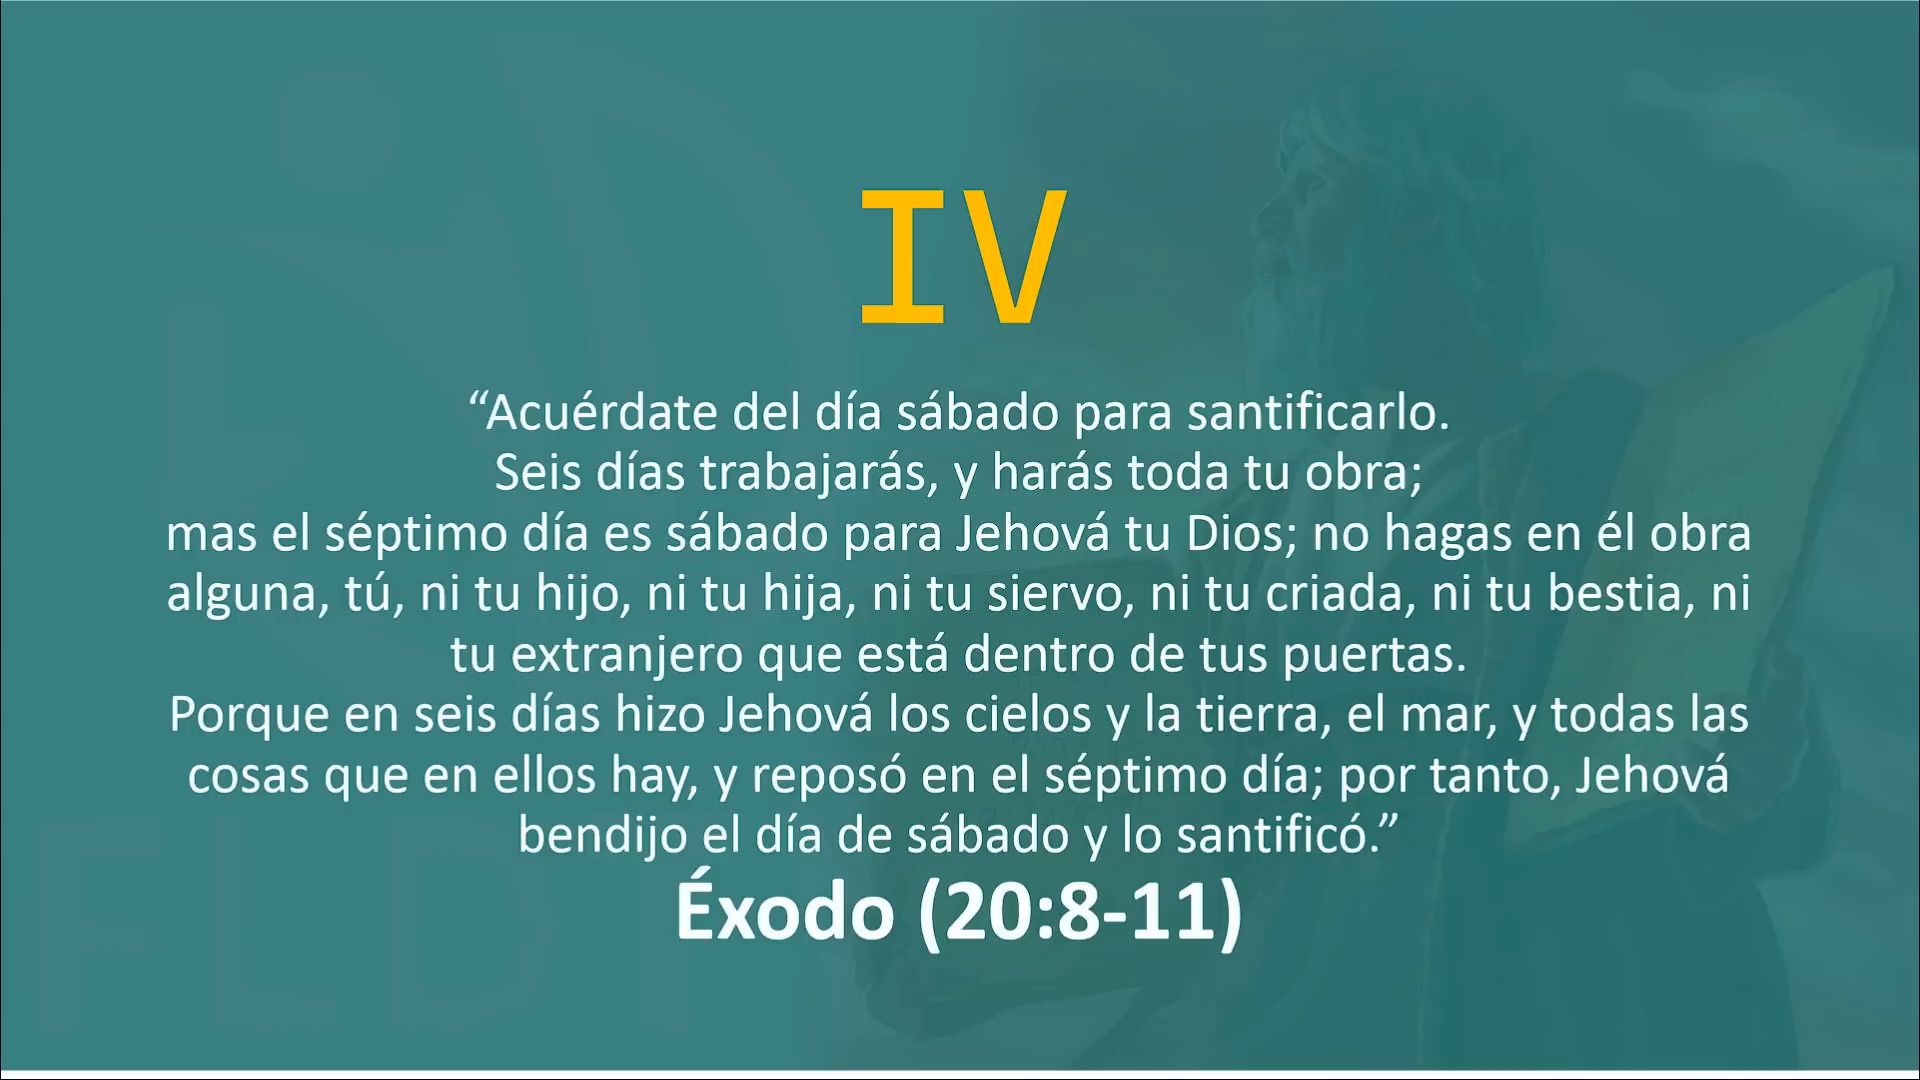 IV
“Acuérdate del día sábado para santificarlo.
Seis días trabajarás, y harás toda tu obra;
mas el séptimo día es sábado para Jehová tu Dios; no hagas en él obra
alguna, tú, ni tu hijo, ni tu hija, ni tu siervo, ni tu criada, ni tu bestia, ni
tu extranjero que está dentro de tus puertas.
Porque en seis días hizo Jehová los cielos y la tierra, el mar, y todas las
cosas que en ellos hay, y reposó en el séptimo día; por tanto, Jehová
bendijo el día de sábado y lo santificó.”
Éxodo (20:8-11)